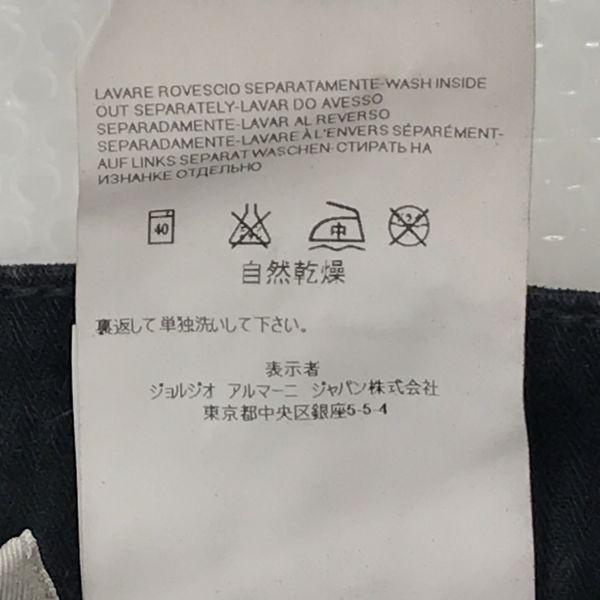 LAVARE ROVESCIO SEPARATAMENTE-WASH INSIDE
OUT SEPARATELY-LAVAR DO AVESSO
SEPARADAMENTE-LAVAR AL REVERSO
SEPARADAMENTE-LAVARE À L'ENVERS SÉPARÉMENT-
AUF LINKS SEPARAT WASCHEN-СТИРАТЬ НА
ИЗНАНКЕ ОТДЕЛЬНО
40 中
自然乾燥
裏返して単独洗いして下さい。
表示者
ジョルジオ アルマーニ ジャパン株式会社
東京都中央区銀座5-5-4